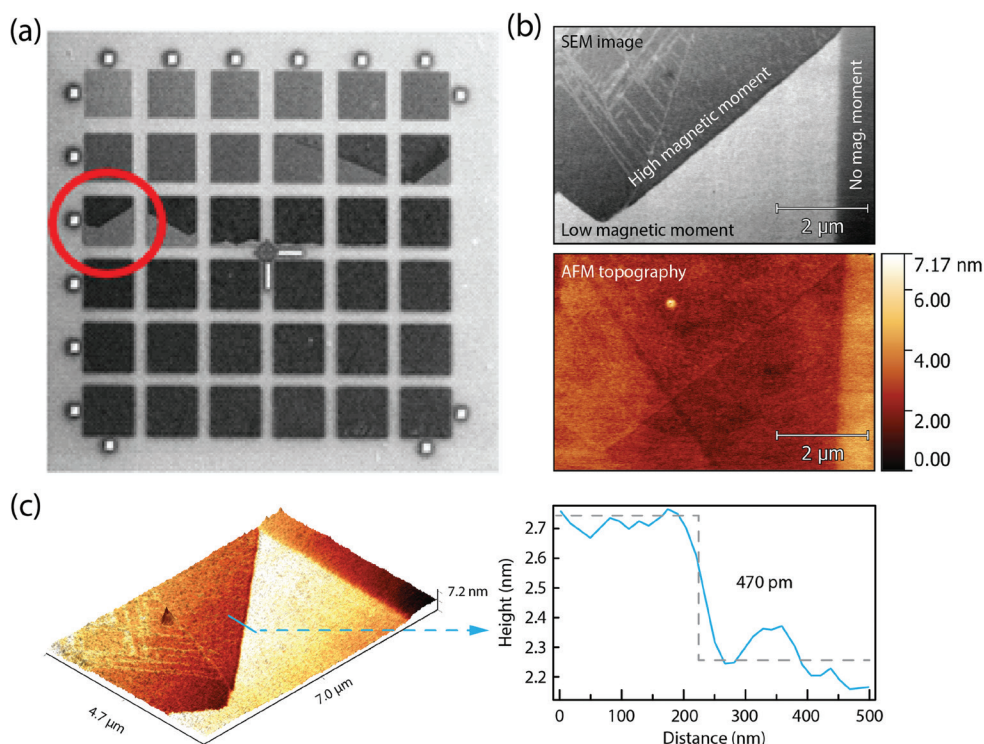 (a)
(b)
SEM image
High magnetic moment
No mag. moment
Low magnetic moment
2 µm
AFM topography
2 µm
7.17 nm
6.00
4.00
2.00
0.00
(c)
7.2 nm
7.0 µm
4.7 µm
Height (nm)
2.7
2.6
2.5
2.4
2.3
2.2
470 pm
0 100 200 300 400 500
Distance (nm)